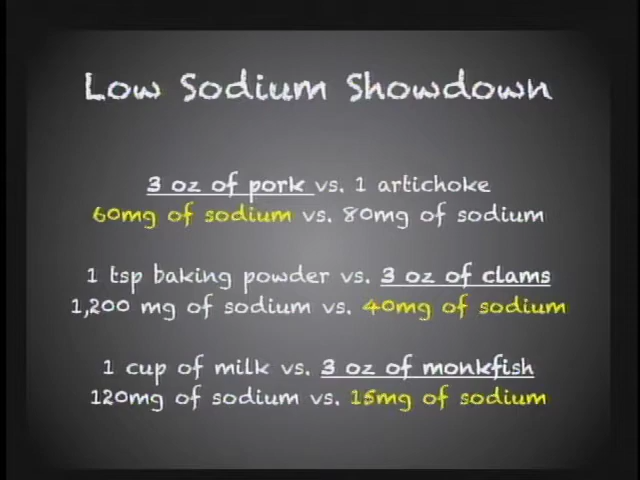 Low Sodium Showdown
3 oz of pork vs. 1 artichoke
60mg of sodium vs. 80mg of sodium
1 tsp baking powder vs. 3 oz of clams
1,200 mg of sodium vs. 40mg of sodium
1 cup of milk vs. 3 oz of monkfish
120mg of sodium vs. 15mg of sodium